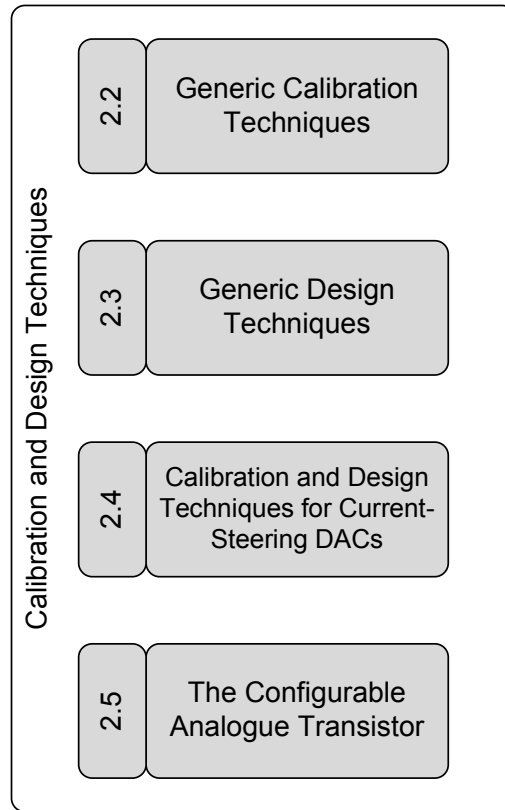 Calibration and Design Techniques
2.2
Generic Calibration
Techniques
2.3
Generic Design
Techniques
2.4
Calibration and Design
Techniques for Current-
Steering DACs
2.5
The Configurable
Analogue Transistor